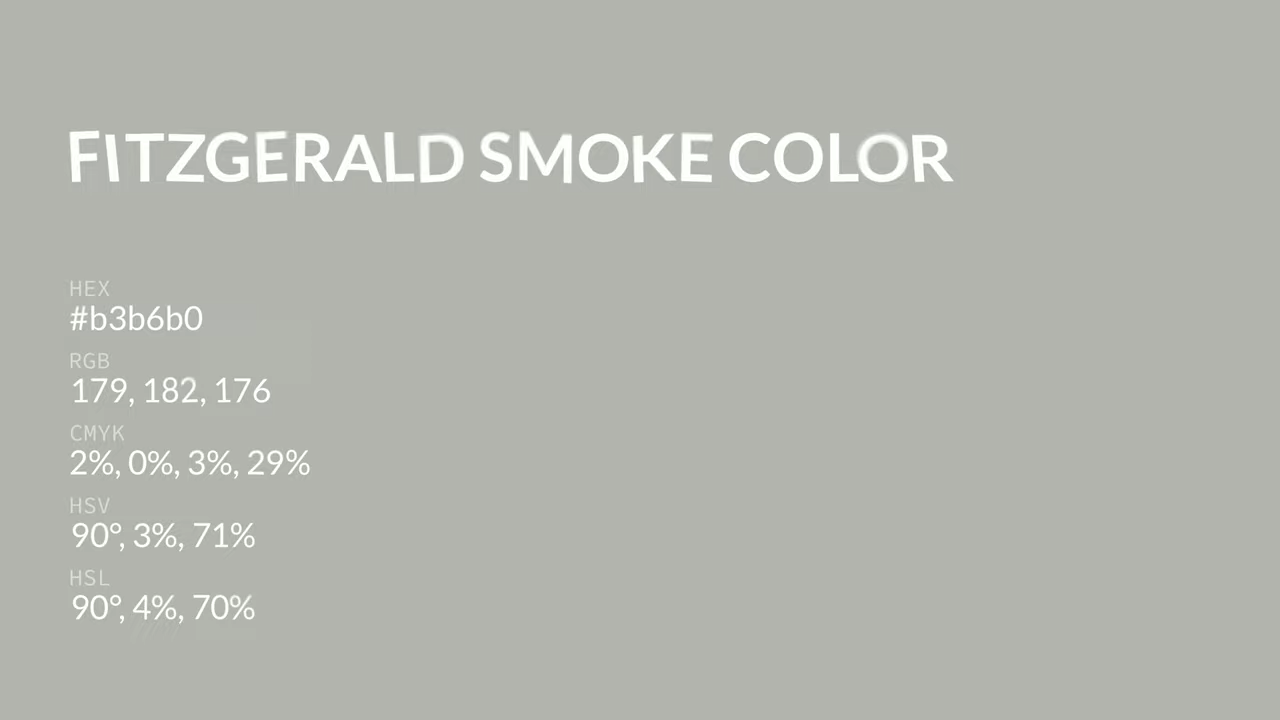 FITZGERALD SMOKE COLOR
HEX
#b3b6b0
RGB
179, 182, 176
CMYK
2%, 0%, 3%, 29%
HSV
90°, 3%, 71%
HSL
90°, 4%, 70%